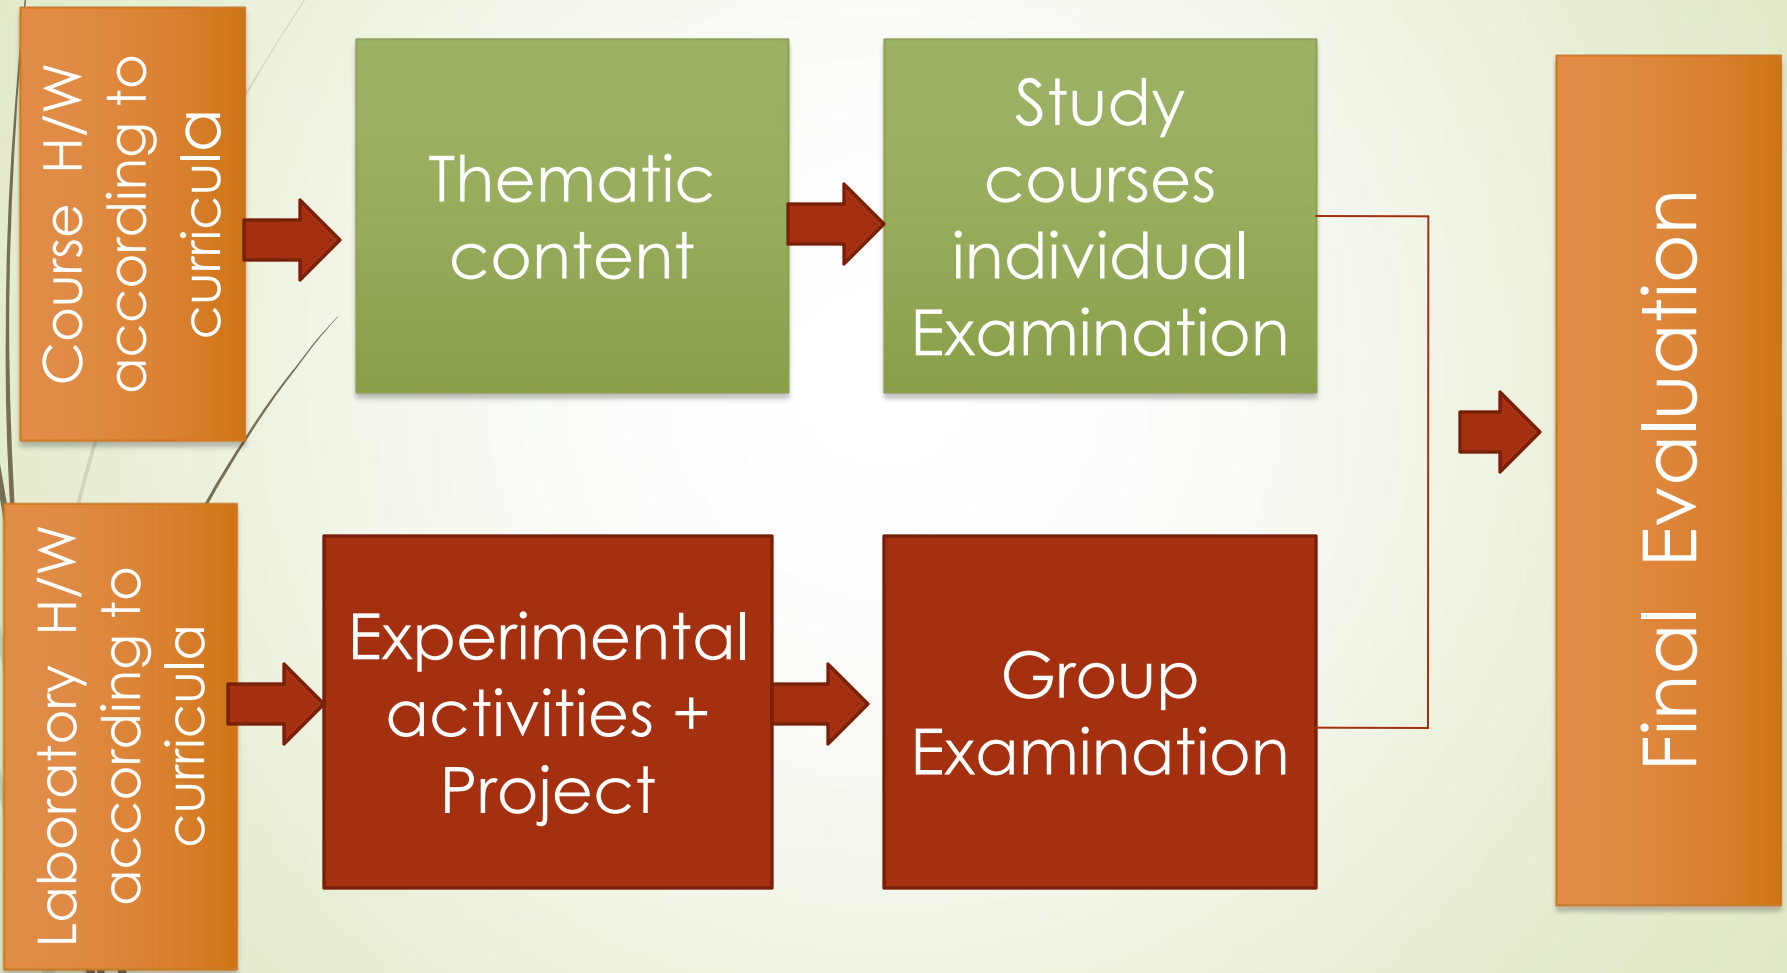 Course H/W
according to
curricula
Thematic
content
Study
courses
individual
Examination
Laboratory H/W
according to
curricula
Experimental
activities +
Project
Group
Examination
Final Evaluation